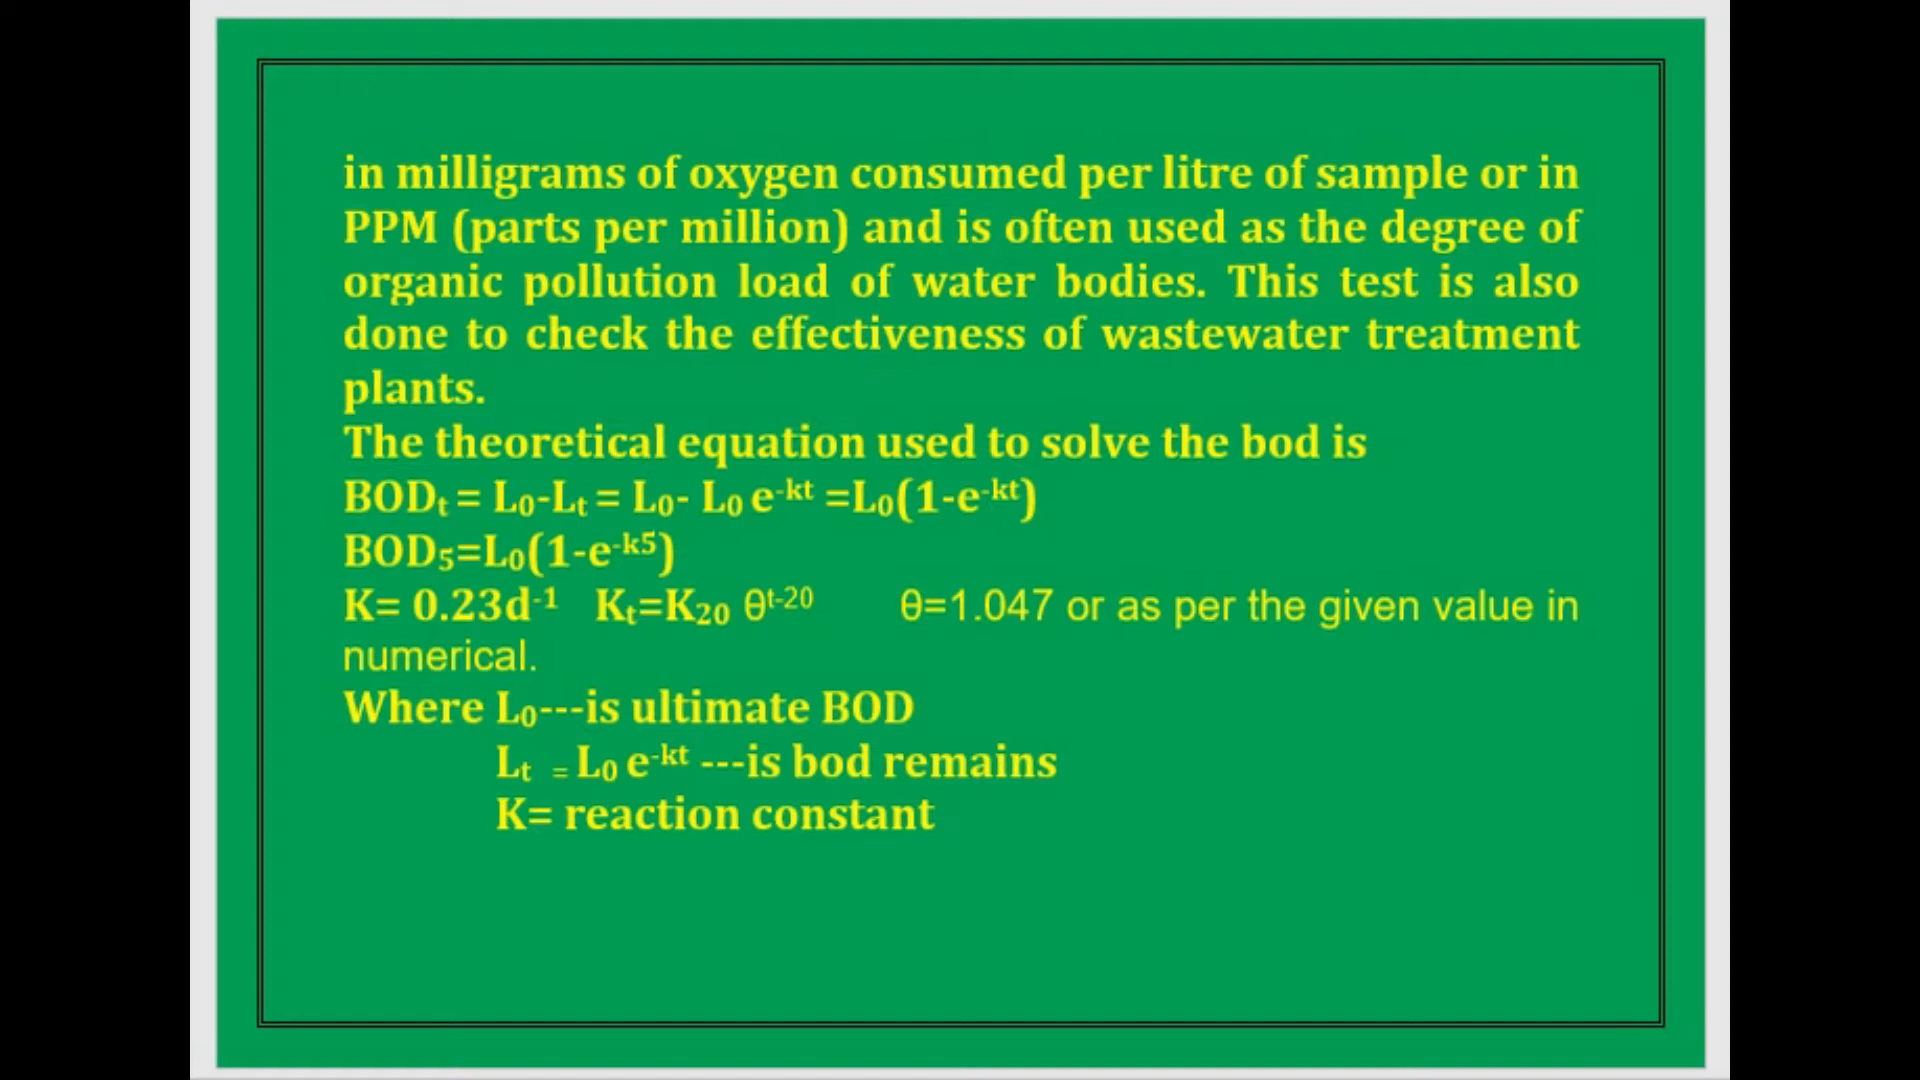 in milligrams of oxygen consumed per litre of sample or in
PPM (parts per million) and is often used as the degree of
organic pollution load of water bodies. This test is also
done to check the effectiveness of wastewater treatment
plants.
The theoretical equation used to solve the bod is
BODₜ = L₀-Lₜ = L₀- L₀ e⁻ᵏᵗ =L₀(1-e⁻ᵏᵗ)
BOD₅=L₀(1-e⁻ᵏ⁵)
K= 0.23d⁻¹ Kₜ=K₂₀ θᵗ⁻²⁰ θ=1.047 or as per the given value in
numerical.
Where L₀---is ultimate BOD
Lₜ = L₀ e⁻ᵏᵗ ---is bod remains
K= reaction constant